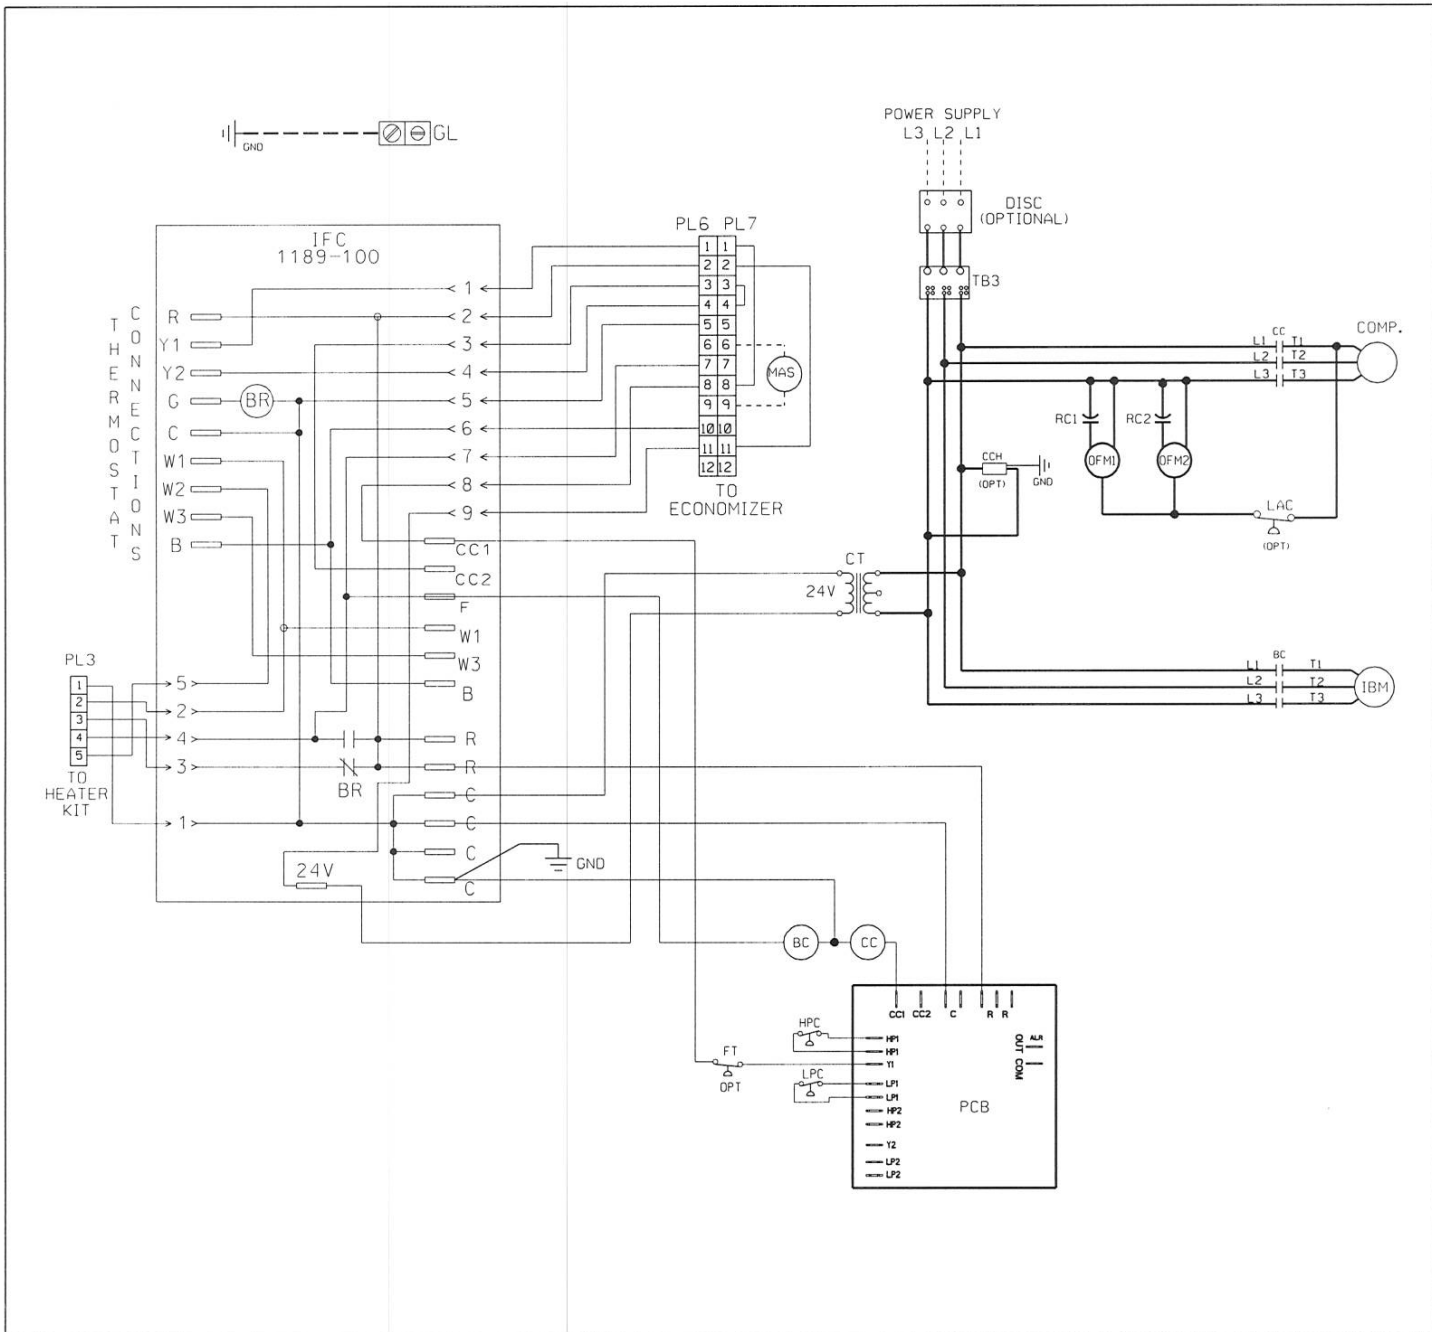 POWER SUPPLY
L3 L2 L1
GND
GL
DISC
(OPTIONAL)
TB3
IFC
1189-100
THERMOSTAT
CONNECTIONS
R
Y1
Y2
G
BR
C
W1
W2
W3
B
1
2
3
4
5
6
7
8
9
CC1
CC2
F
W1
W3
B
R
R
C
C
C
C
5
2
4
3
1
BR
24V
GND
PL3
1
2
3
4
5
TO
HEATER
KIT
PL6 PL7
1 1
2 2
3 3
4 4
5 5
6 6
7 7
8 8
9 9
10 10
11 11
12 12
MAS
TO
ECONOMIZER
CC
L1 T1
L2 T2
L3 T3
COMP.
RC1
RC2
OFM1
OFM2
CCH
(OPT)
GND
LAC
(OPT)
CT
24V
BC
L1 T1
L2 T2
L3 T3
IBM
BC
CC
CC1 CC2 C R R
HPC
HP1
HP1
FT
OPT
Y1
LPC
LP1
LP1
HP2
HP2
Y2
LP2
LP2
ALR
OUT COM
PCB